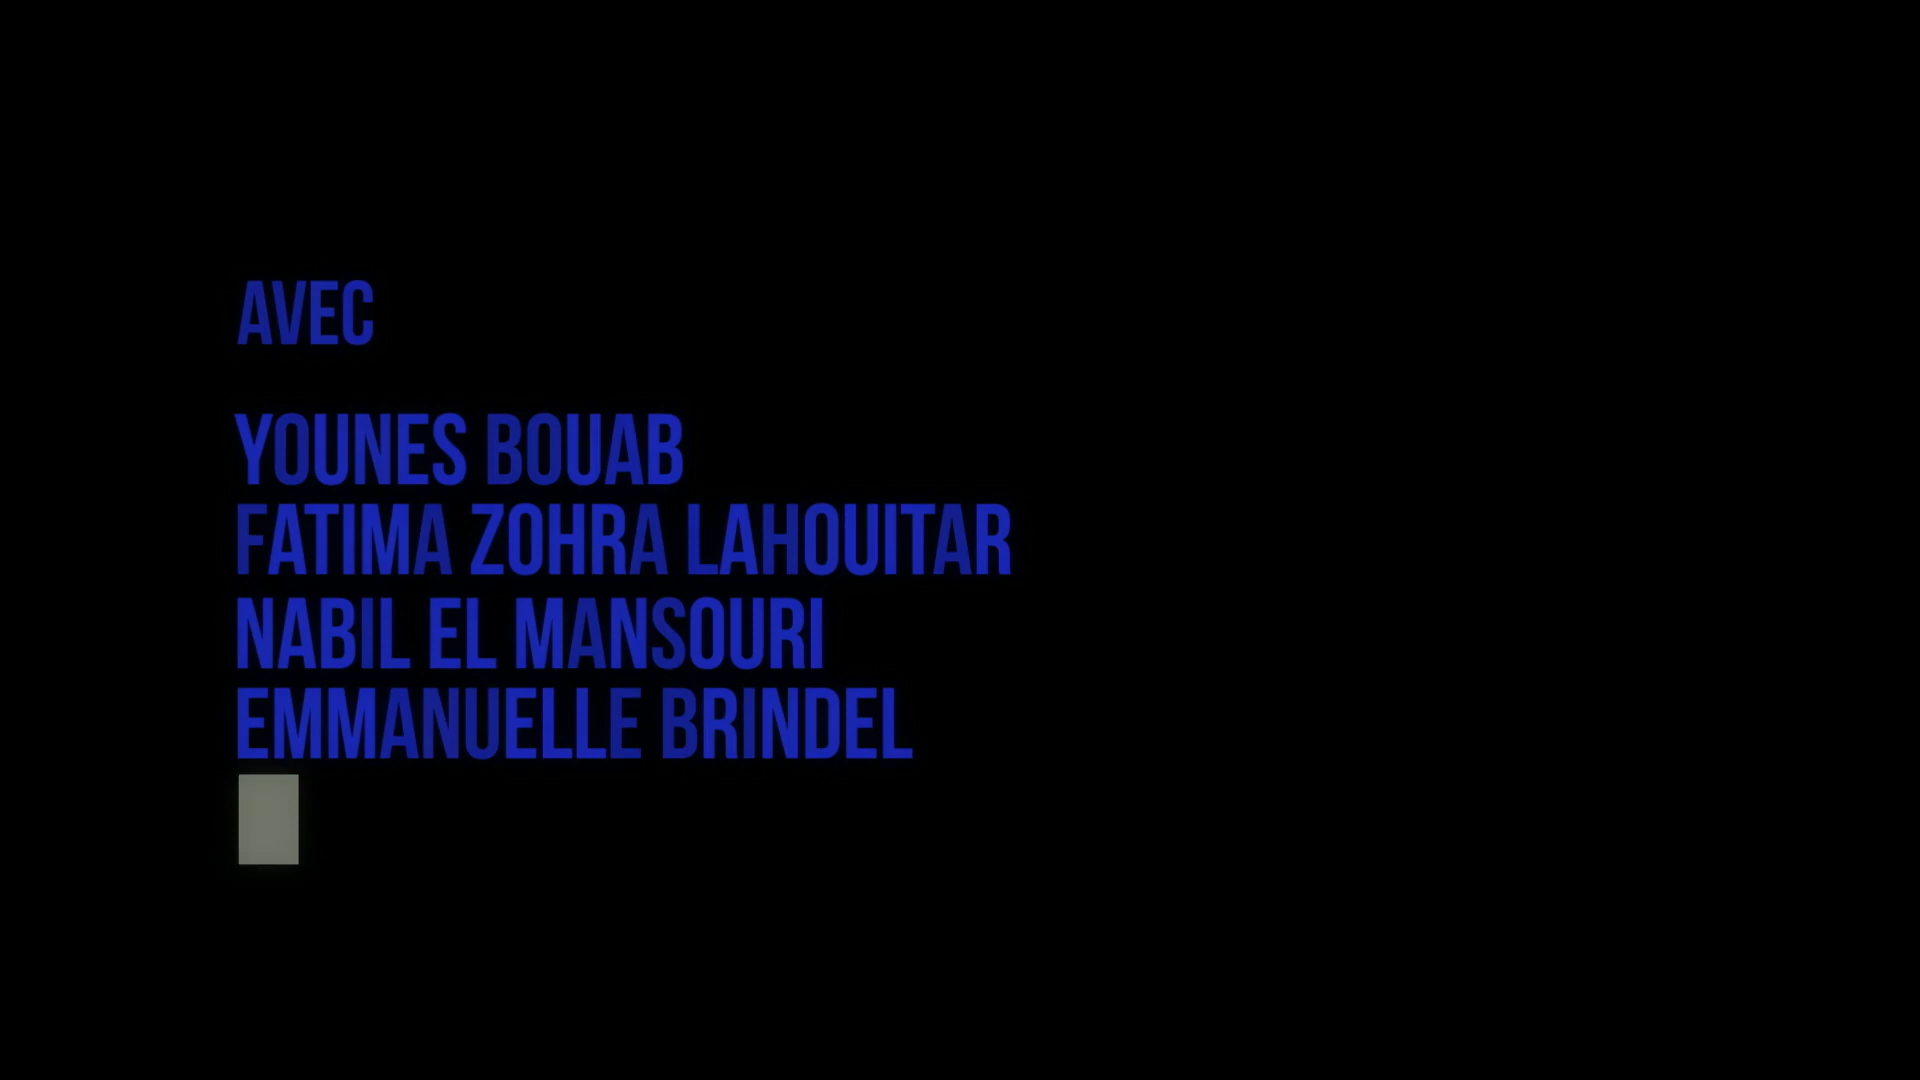 AVEC
YOUNES BOUAB
FATIMA ZOHRA LAHOUITAR
NABIL EL MANSOURI
EMMANUELLE BRINDEL